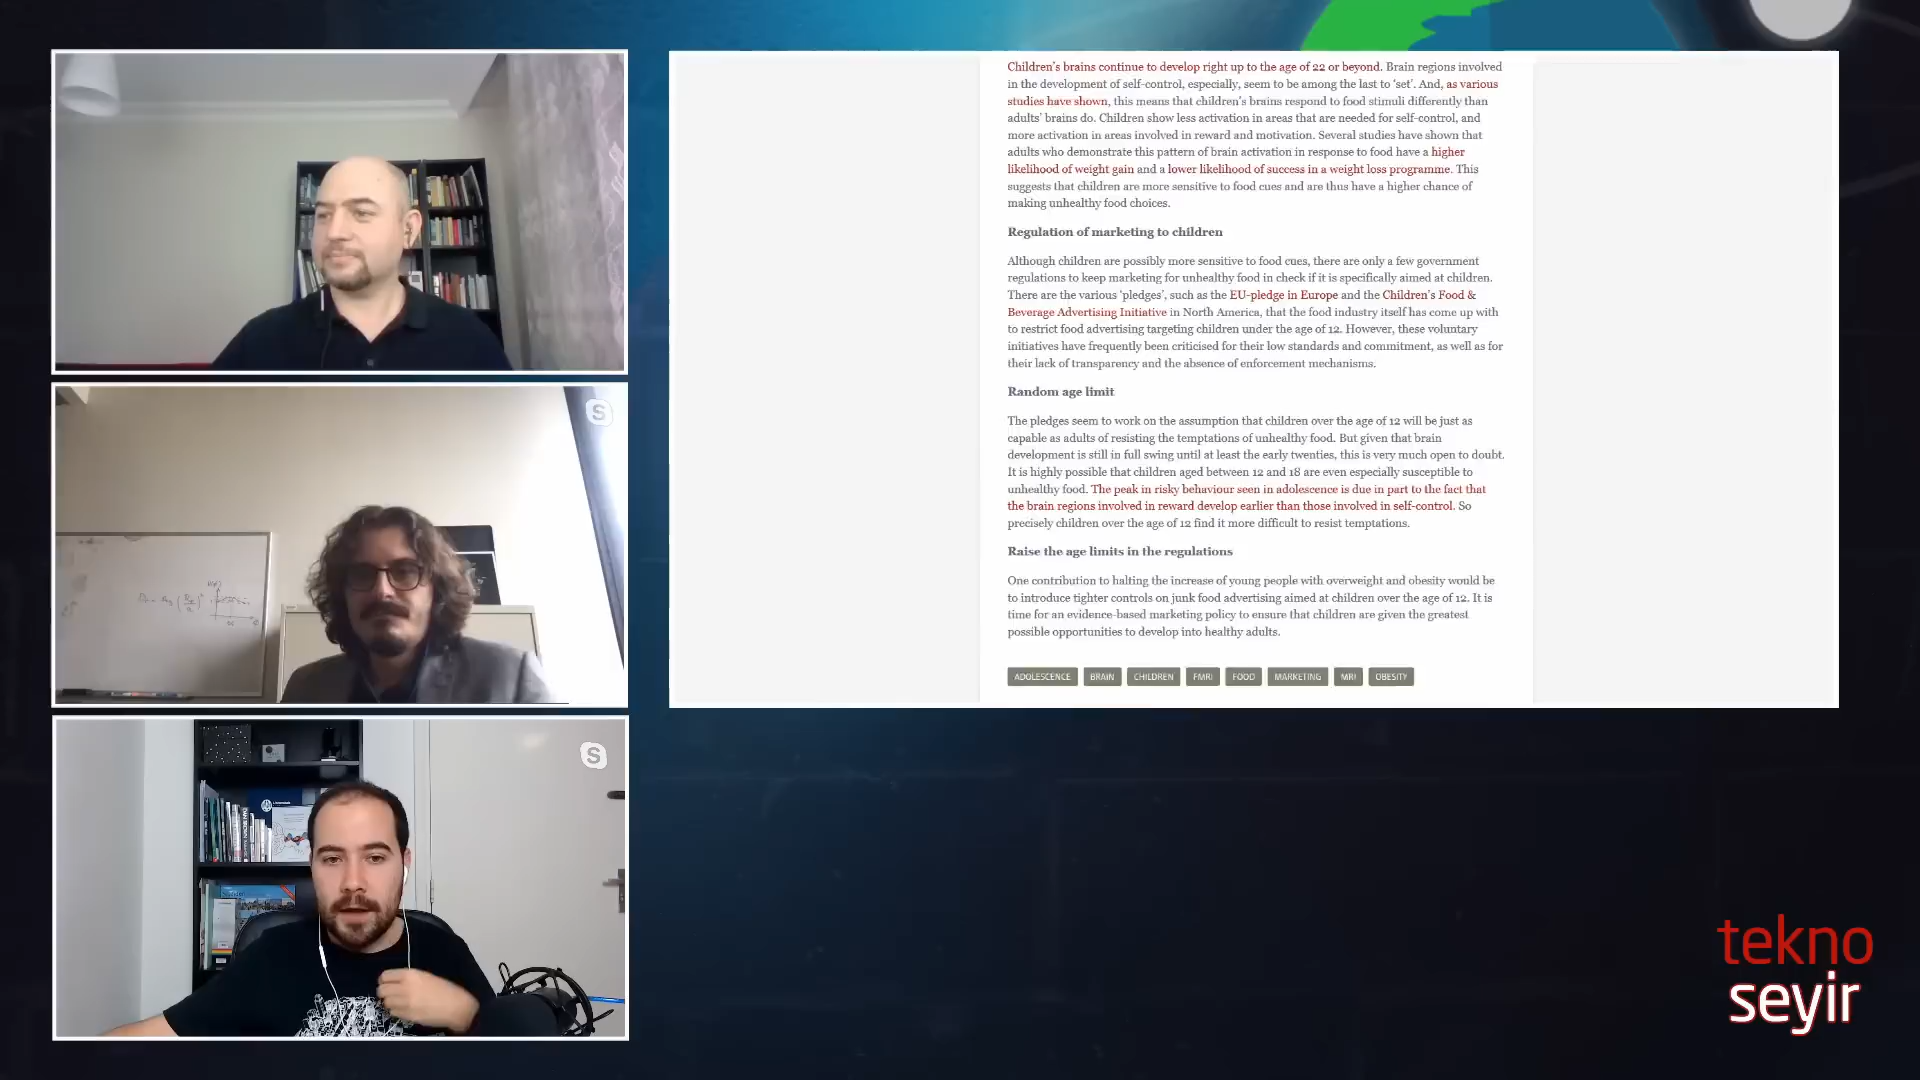 Children's brains continue to develop right up to the age of 22 or beyond. Brain regions involved
in the development of self-control, especially, seem to be among the last to 'set'. And, as various
studies have shown, this means that children's brains respond to food stimuli differently than
adults' brains do. Children show less activation in areas that are needed for self-control, and
more activation in areas involved in reward and motivation. Several studies have shown that
adults who demonstrate this pattern of brain activation in response to food have a higher
likelihood of weight gain and a lower likelihood of success in a weight loss programme. This
suggests that children are more sensitive to food cues and are thus have a higher chance of
making unhealthy food choices.
Regulation of marketing to children
Although children are possibly more sensitive to food cues, there are only a few government
regulations to keep marketing for unhealthy food in check if it is specifically aimed at children.
There are the various 'pledges', such as the EU-pledge in Europe and the Children's Food &
Beverage Advertising Initiative in North America, that the food industry itself has come up with
to restrict food advertising targeting children under the age of 12. However, these voluntary
initiatives have frequently been criticised for their low standards and commitment, as well as for
their lack of transparency and the absence of enforcement mechanisms.
Random age limit
The pledges seem to work on the assumption that children over the age of 12 will be just as
capable as adults of resisting the temptations of unhealthy food. But given that brain
development is still in full swing until at least the early twenties, this is very much open to doubt.
It is highly possible that children aged between 12 and 18 are even especially susceptible to
unhealthy food. The peak in risky behaviour seen in adolescence is due in part to the fact that
the brain regions involved in reward develop earlier than those involved in self-control. So
precisely children over the age of 12 find it more difficult to resist temptations.
Raise the age limits in the regulations
One contribution to halting the increase of young people with overweight and obesity would be
to introduce tighter controls on junk food advertising aimed at children over the age of 12. It is
time for an evidence-based marketing policy to ensure that children are given the greatest
possible opportunities to develop into healthy adults.
ADOLESCENCE BRAIN CHILDREN FMRI FOOD MARKETING MRI OBESITY
tekno
seyir